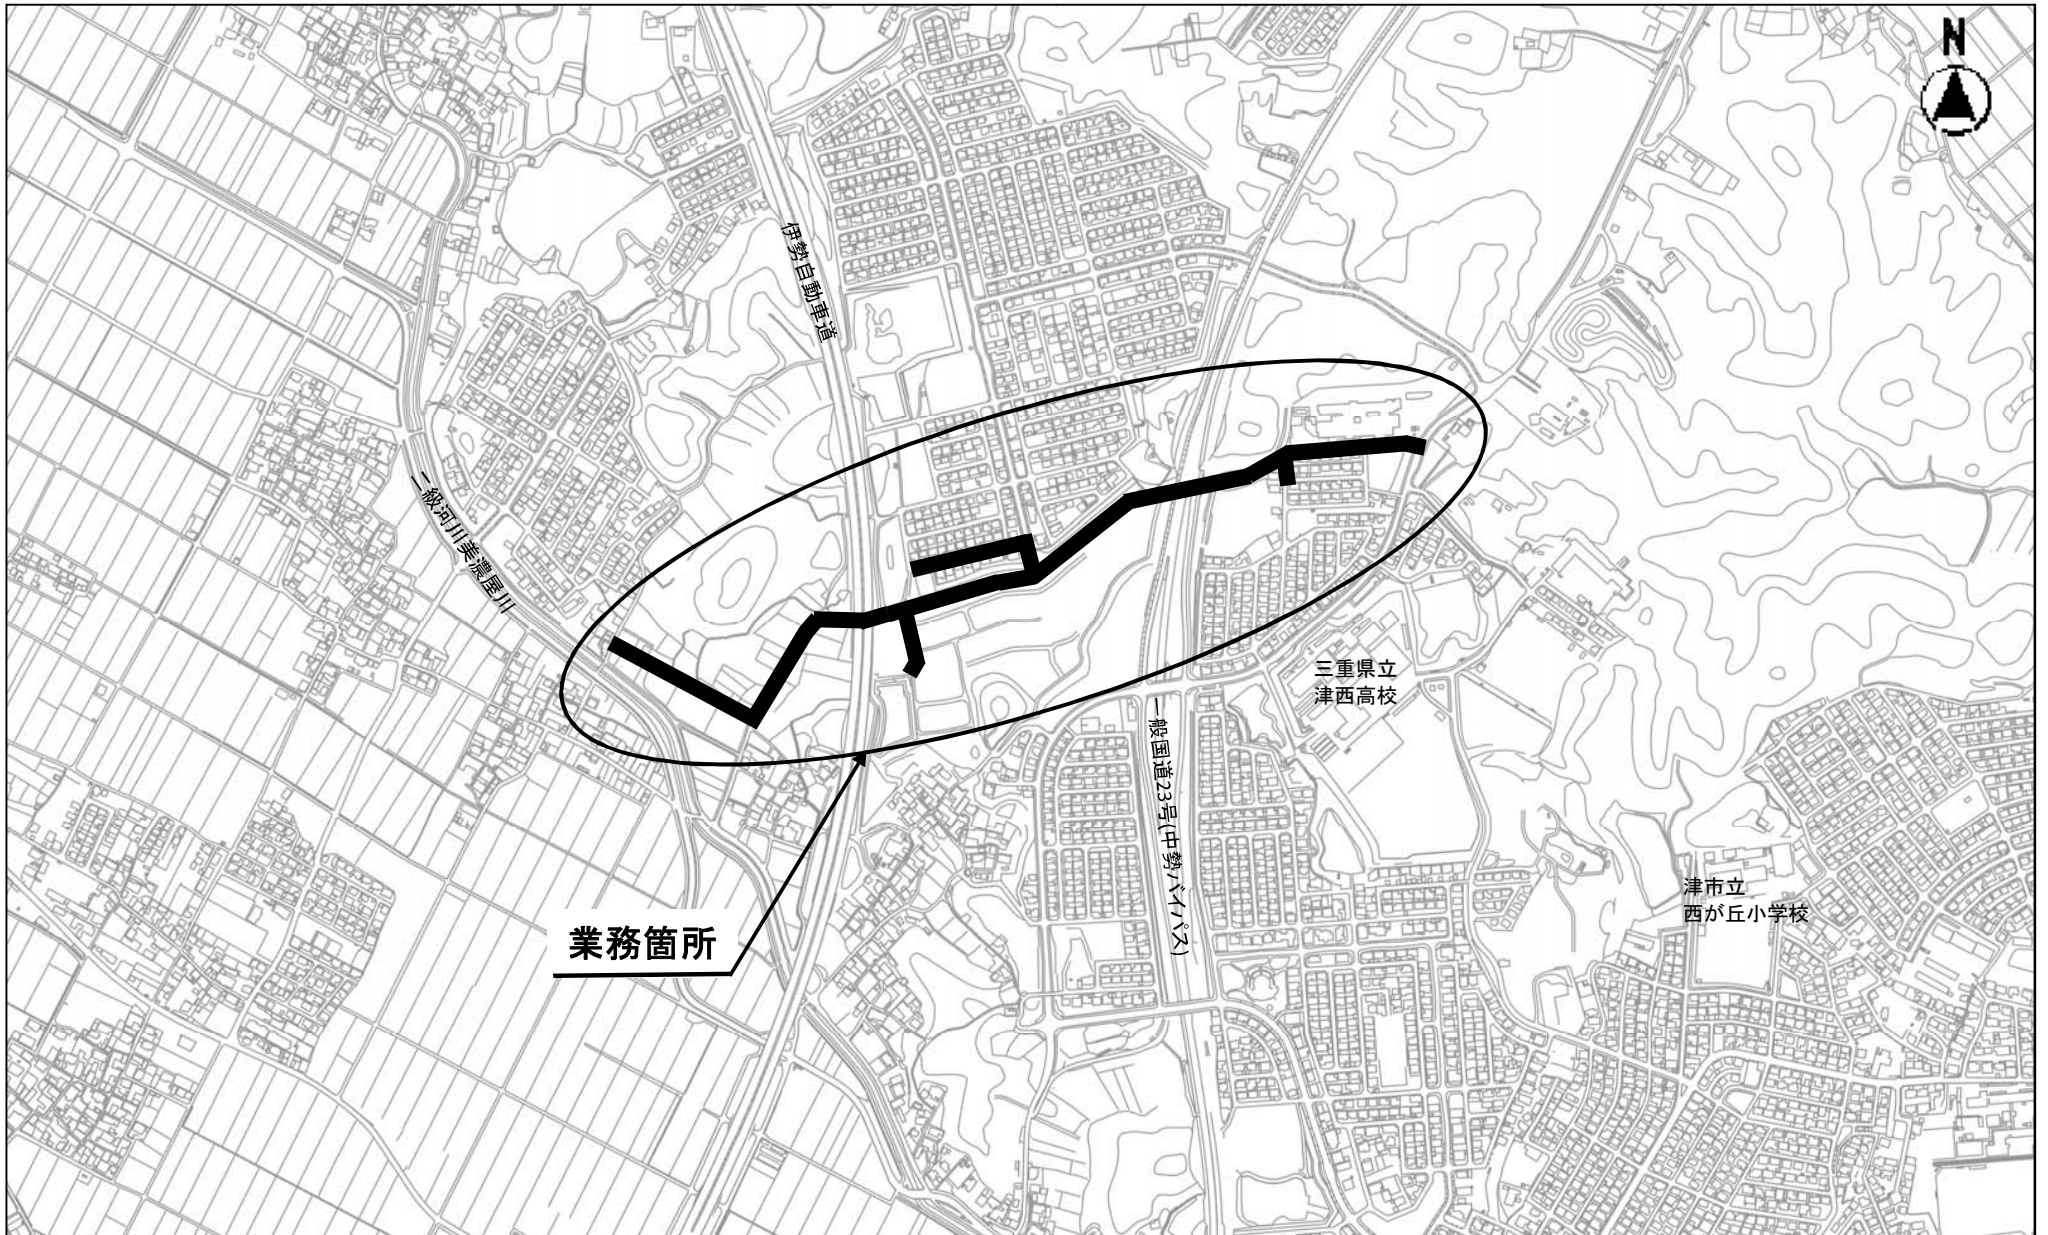 N
伊勢自動車道
二級河川美濃屋川
三重県立
津西高校
一般国道23号(中勢バイパス)
津市立
西が丘小学校
業務箇所